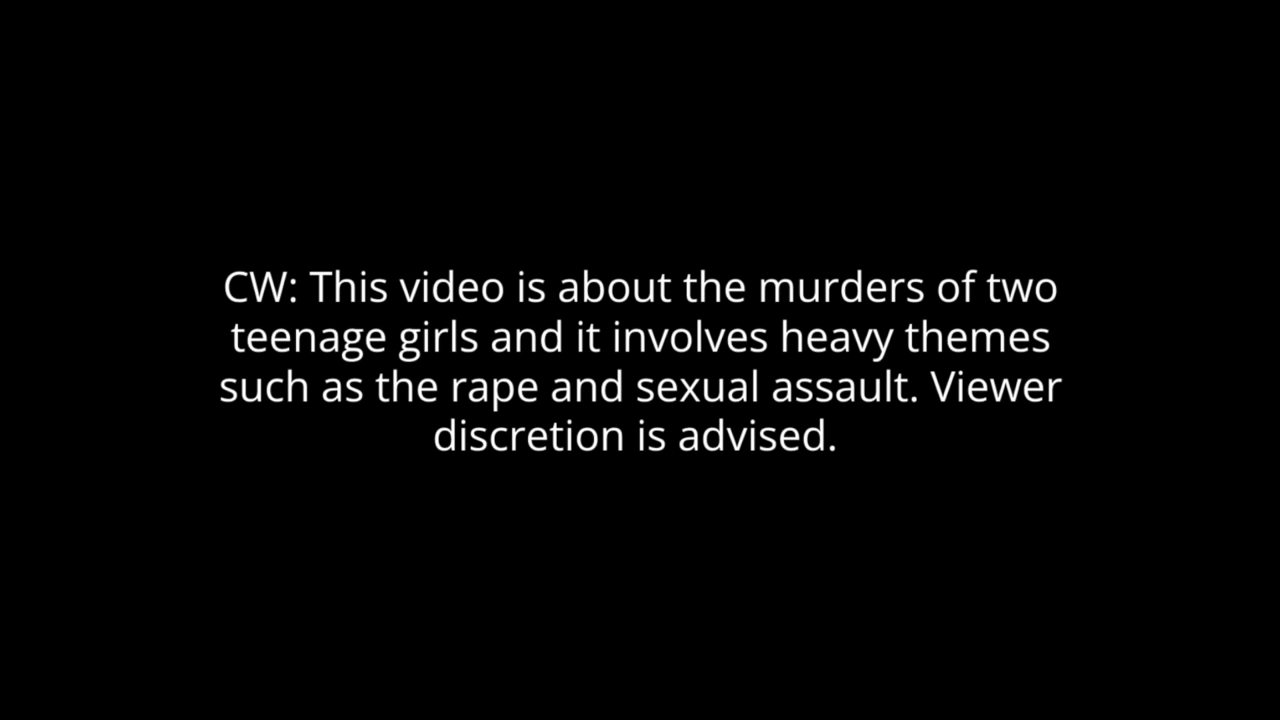 CW: This video is about the murders of two
teenage girls and it involves heavy themes
such as the rape and sexual assault. Viewer
discretion is advised.